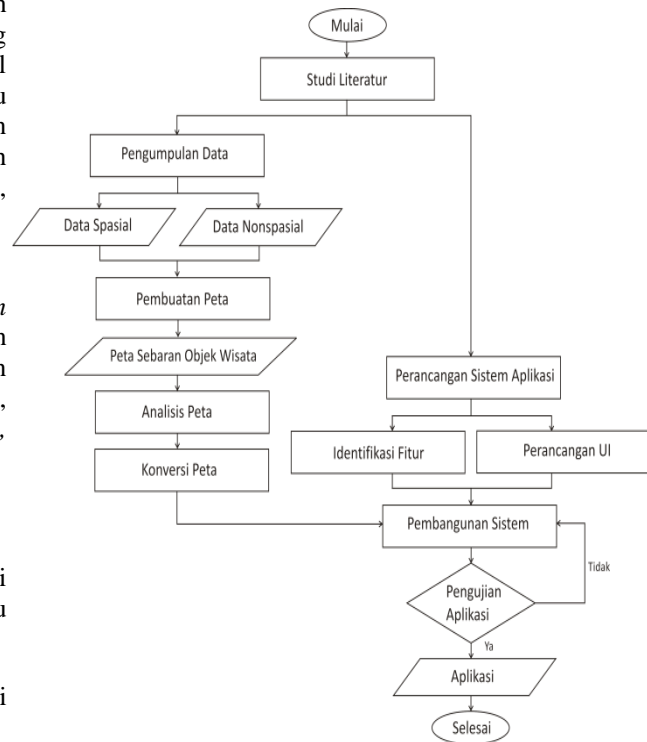 Mulai
Studi Literatur
Pengumpulan Data
Data Spasial
Data Nonspasial
Pembuatan Peta
Peta Sebaran Objek Wisata
Analisis Peta
Konversi Peta
Perancangan Sistem Aplikasi
Identifikasi Fitur
Perancangan UI
Pembangunan Sistem
Pengujian
Aplikasi
Tidak
Ya
Aplikasi
Selesai